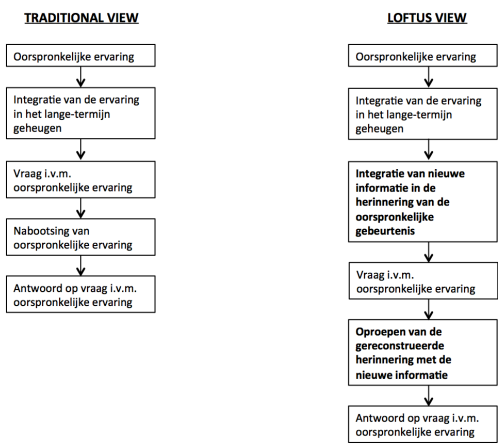 TRADITIONAL VIEW
Oorspronkelijke ervaring
Integratie van de ervaring
in het lange-termijn
geheugen
Vraag i.v.m.
oorspronkelijke ervaring
Nabootsing van
oorspronkelijke ervaring
Antwoord op vraag i.v.m.
oorspronkelijke ervaring
LOFTUS VIEW
Oorspronkelijke ervaring
Integratie van de ervaring
in het lange-termijn
geheugen
Integratie van nieuwe
informatie in de
herinnering van de
oorspronkelijke
gebeurtenis
Vraag i.v.m.
oorspronkelijke ervaring
Oproepen van de
gereconstrueerde
herinnering met de
nieuwe informatie
Antwoord op vraag i.v.m.
oorspronkelijke ervaring